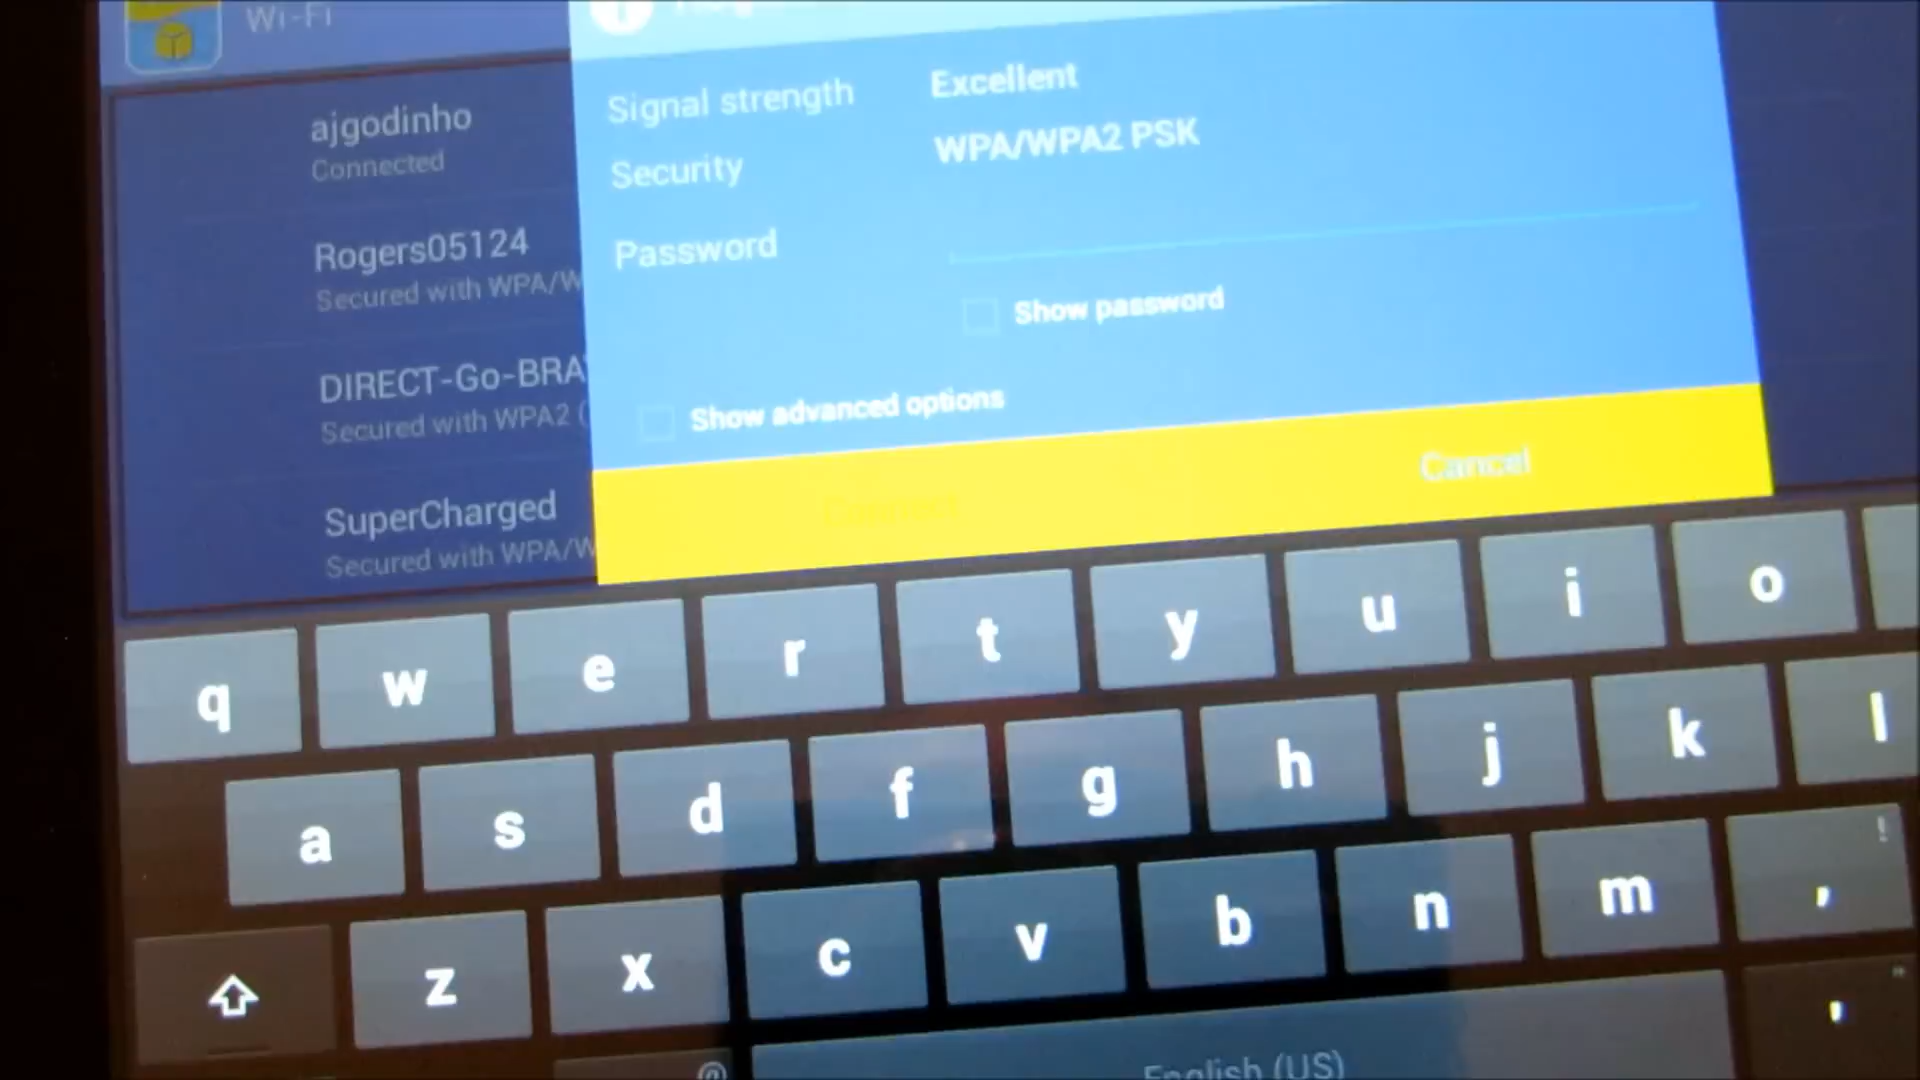 Wi-Fi
ajgodinho
Connected
Rogers05124
Secured with WPA/W
DIRECT-Go-BRA
Secured with WPA2 (
SuperCharged
Secured with WPA/W
Signal strength Excellent
Security WPA/WPA2 PSK
Password
Show password
Show advanced options
Connect Cancel
q w e r t y u i o
a s d f g h j k l
z x c v b n m , !
@ English (US) ' "